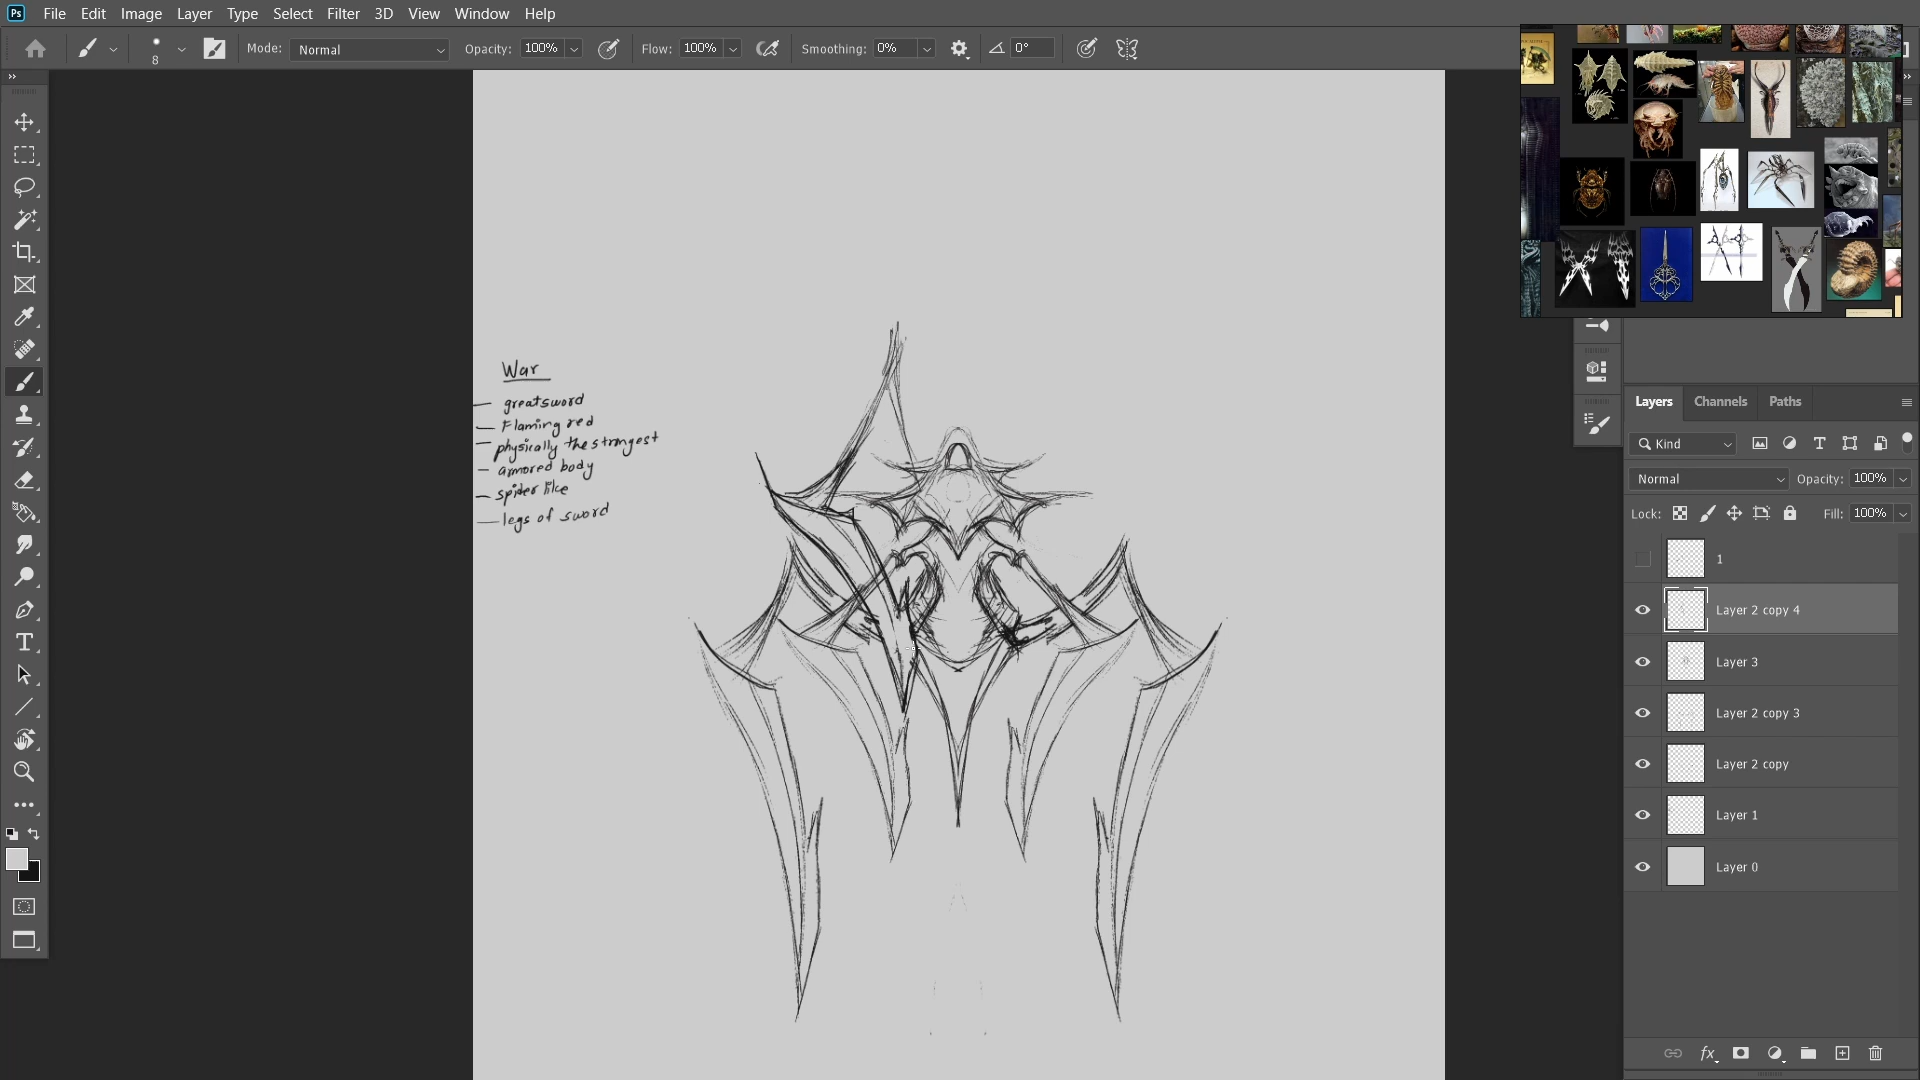 Ps File Edit Image Layer Type Select Filter 3D View Window Help
8 Mode: Normal Opacity: 100% Flow: 100% Smoothing: 0% 0°
War
— greatsword
— Flaming red
— physically the strongest
— armored body
— spider like
— legs of sword
Layers Channels Paths
Kind
Normal Opacity: 100%
Lock: Fill: 100%
1
Layer 2 copy 4
Layer 3
Layer 2 copy 3
Layer 2 copy
Layer 1
Layer 0
fx